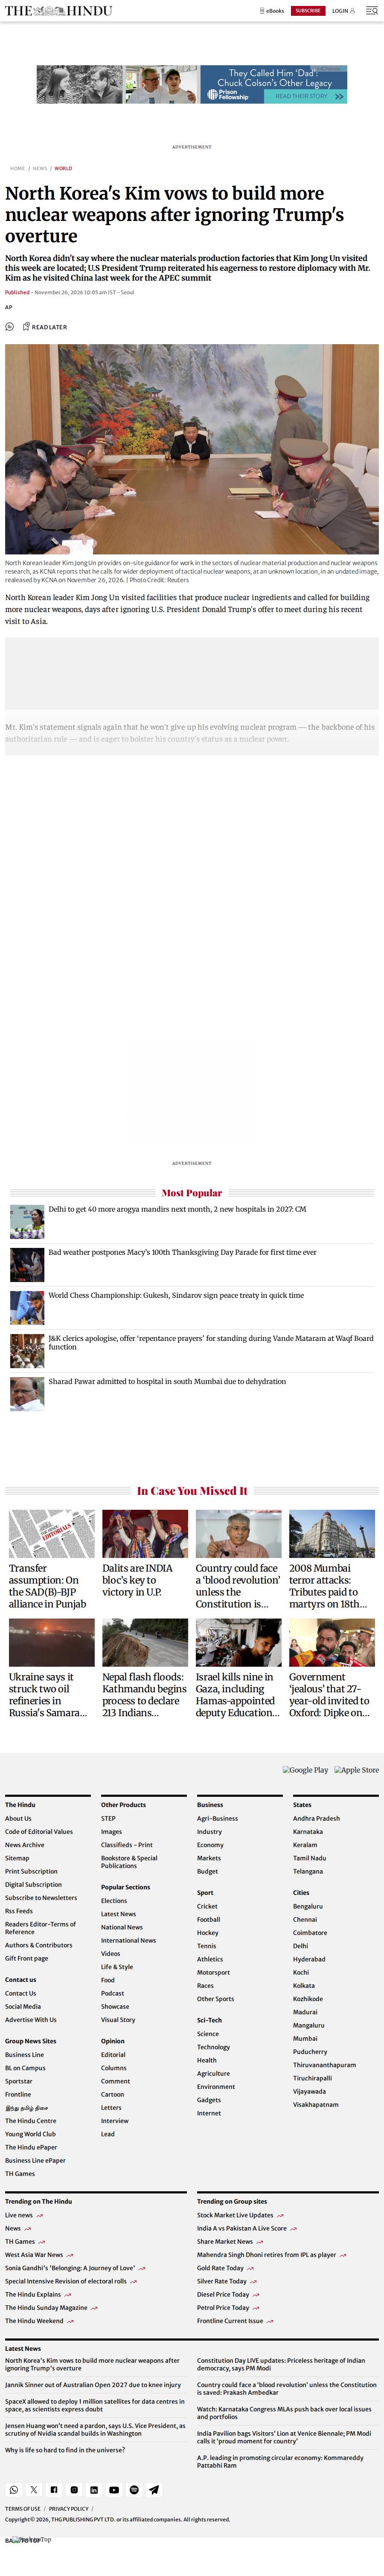 THE HINDU
eBooks
SUBSCRIBE
LOGIN
They Called Him 'Dad':
Chuck Colson's Other Legacy
Prison
Fellowship
READ THEIR STORY
ADVERTISEMENT
HOME / NEWS / WORLD
North Korea's Kim vows to build more
nuclear weapons after ignoring Trump's
overture
North Korea didn't say where the nuclear materials production factories that Kim Jong Un visited
this week are located; U.S President Trump reiterated his eagerness to restore diplomacy with Mr.
Kim as he visited China last week for the APEC summit
Published - November 26, 2026 10:05 am IST - Seoul
AP
READ LATER
North Korean leader Kim Jong Un provides on-site guidance for work in the sectors of nuclear material production and nuclear weapons
research, as KCNA reports that he calls for wider deployment of tactical nuclear weapons, at an unknown location, in an undated image,
realeased by KCNA on November 26, 2026. | Photo Credit: Reuters
North Korean leader Kim Jong Un visited facilities that produce nuclear ingredients and called for building
more nuclear weapons, days after ignoring U.S. President Donald Trump's offer to meet during his recent
visit to Asia.
Mr. Kim's statement signals again that he won't give up his evolving nuclear program — the backbone of his
authoritarian rule — and is eager to bolster his country's status as a nuclear power.
ADVERTISEMENT
Most Popular
Delhi to get 40 more arogya mandirs next month, 2 new hospitals in 2027: CM
Bad weather postpones Macy's 100th Thanksgiving Day Parade for first time ever
World Chess Championship: Gukesh, Sindarov sign peace treaty in quick time
J&K clerics apologise, offer 'repentance prayers' for standing during Vande Mataram at Waqf Board
function
Sharad Pawar admitted to hospital in south Mumbai due to dehydration
In Case You Missed It
EDITORIALS
Transfer
assumption: On
the SAD(B)-BJP
alliance in Punjab
Dalits are INDIA
bloc's key to
victory in U.P.
Country could face
a 'blood revolution'
unless the
Constitution is...
2008 Mumbai
terror attacks:
Tributes paid to
martyrs on 18th...
Ukraine says it
struck two oil
refineries in
Russia's Samara...
Nepal flash floods:
Kathmandu begins
process to declare
213 Indians...
Israel kills nine in
Gaza, including
Hamas-appointed
deputy Education...
Government
'jealous' that 27-
year-old invited to
Oxford: Dipke on...
Google Play
Apple Store
The Hindu
About Us
Code of Editorial Values
News Archive
Sitemap
Print Subscription
Digital Subscription
Subscribe to Newsletters
Rss Feeds
Readers Editor-Terms of
Reference
Authors & Contributors
Gift Front page
Contact us
Contact Us
Social Media
Advertise With Us
Group News Sites
Business Line
BL on Campus
Sportstar
Frontline
இந்து தமிழ் திசை
The Hindu Centre
Young World Club
The Hindu ePaper
Business Line ePaper
TH Games
Other Products
STEP
Images
Classifieds - Print
Bookstore & Special
Publications
Popular Sections
Elections
Latest News
National News
International News
Videos
Life & Style
Food
Podcast
Showcase
Visual Story
Opinion
Editorial
Columns
Comment
Cartoon
Letters
Interview
Lead
Business
Agri-Business
Industry
Economy
Markets
Budget
Sport
Cricket
Football
Hockey
Tennis
Athletics
Motorsport
Races
Other Sports
Sci-Tech
Science
Technology
Health
Agriculture
Environment
Gadgets
Internet
States
Andhra Pradesh
Karnataka
Keralam
Tamil Nadu
Telangana
Cities
Bengaluru
Chennai
Coimbatore
Delhi
Hyderabad
Kochi
Kolkata
Kozhikode
Madurai
Mangaluru
Mumbai
Puducherry
Thiruvananthapuram
Tiruchirapalli
Vijayawada
Visakhapatnam
Trending on The Hindu
Live news
News
TH Games
West Asia War News
Sonia Gandhi's 'Belonging: A Journey of Love'
Special Intensive Revision of electoral rolls
The Hindu Explains
The Hindu Sunday Magazine
The Hindu Weekend
Trending on Group sites
Stock Market Live Updates
India A vs Pakistan A Live Score
Share Market News
Mahendra Singh Dhoni retires from IPL as player
Gold Rate Today
Silver Rate Today
Diesel Price Today
Petrol Price Today
Frontline Current Issue
Latest News
North Korea's Kim vows to build more nuclear weapons after
ignoring Trump's overture
Jannik Sinner out of Australian Open 2027 due to knee injury
SpaceX allowed to deploy 1 million satellites for data centres in
space, as scientists express doubt
Jensen Huang won't need a pardon, says U.S. Vice President, as
scrutiny of Nvidia scandal builds in Washington
Why is life so hard to find in the universe?
Constitution Day LIVE updates: Priceless heritage of Indian
democracy, says PM Modi
Country could face a 'blood revolution' unless the Constitution
is saved: Prakash Ambedkar
Watch: Karnataka Congress MLAs push back over local issues
and portfolios
India Pavilion bags Visitors' Lion at Venice Biennale; PM Modi
calls it 'proud moment for country'
A.P. leading in promoting circular economy: Kommareddy
Pattabhi Ram
TERMS OF USE / PRIVACY POLICY /
Copyright© 2026, THG PUBLISHING PVT LTD. or its affiliated companies. All rights reserved.
BACK TO TOP